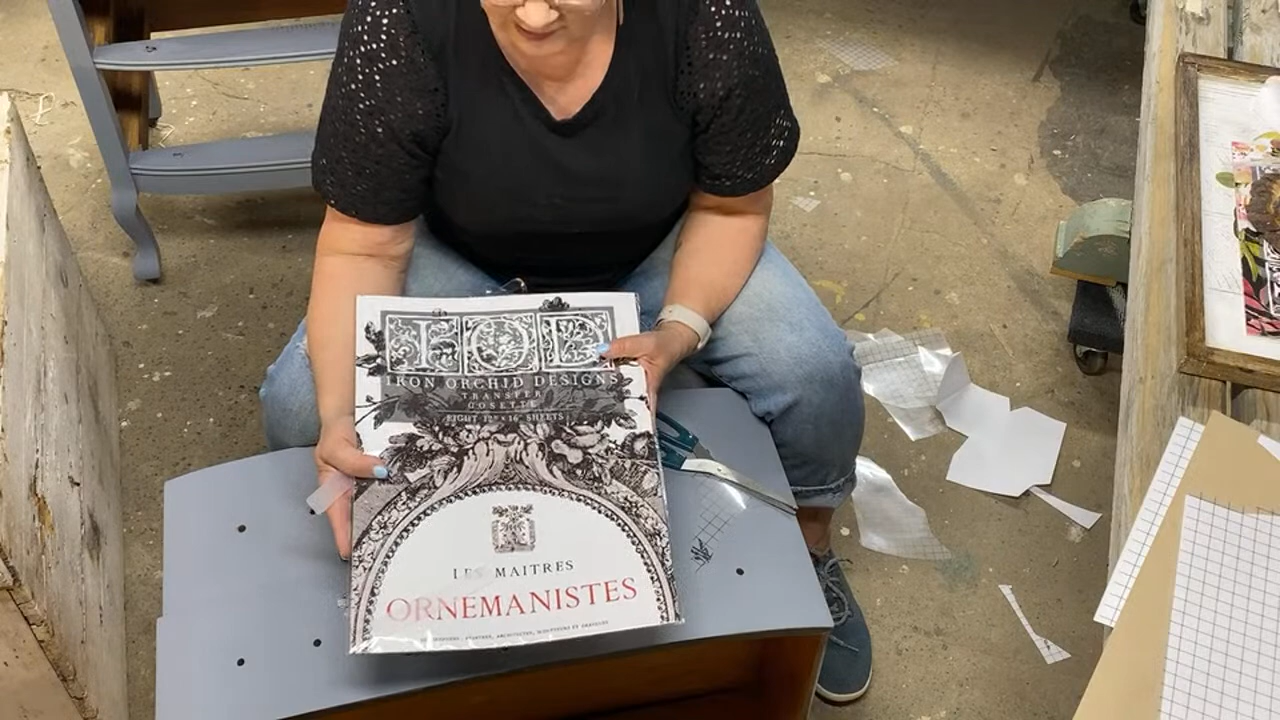 IOD
IRON ORCHID DESIGNS
TRANSFER
COSETTE
EIGHT 12" x 16" SHEETS
LES MAITRES
ORNEMANISTES